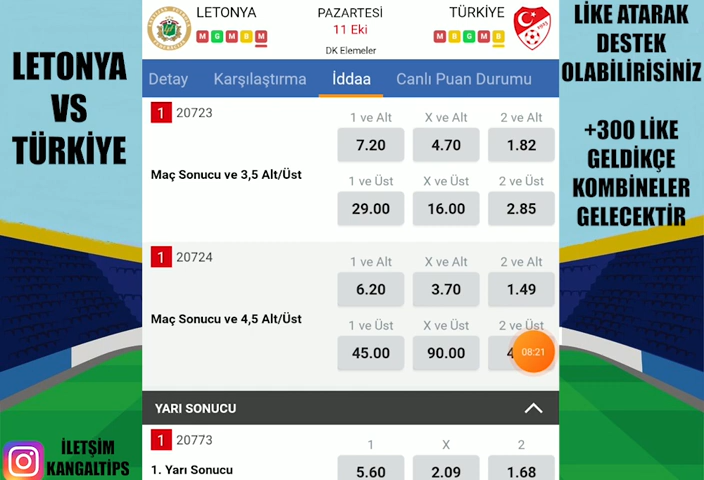 LETONYA
VS
TÜRKİYE
LETONYA
M G M B M
PAZARTESİ
11 Eki
DK Elemeler
TÜRKİYE
M B G M B
LİKE ATARAK
DESTEK
OLABİLİRİSİNİZ
+300 LİKE
GELDİKÇE
KOMBİNELER
GELECEKTİR
Detay Karşılaştırma İddaa Canlı Puan Durumu
1 20723
1 ve Alt X ve Alt 2 ve Alt
7.20 4.70 1.82
Maç Sonucu ve 3,5 Alt/Üst
1 ve Üst X ve Üst 2 ve Üst
29.00 16.00 2.85
1 20724
1 ve Alt X ve Alt 2 ve Alt
6.20 3.70 1.49
Maç Sonucu ve 4,5 Alt/Üst
1 ve Üst X ve Üst 2 ve Üst
45.00 90.00
08:21
YARI SONUCU
1 20773
1 X 2
1. Yarı Sonucu
5.60 2.09 1.68
İLETŞİM
KANGALTİPS